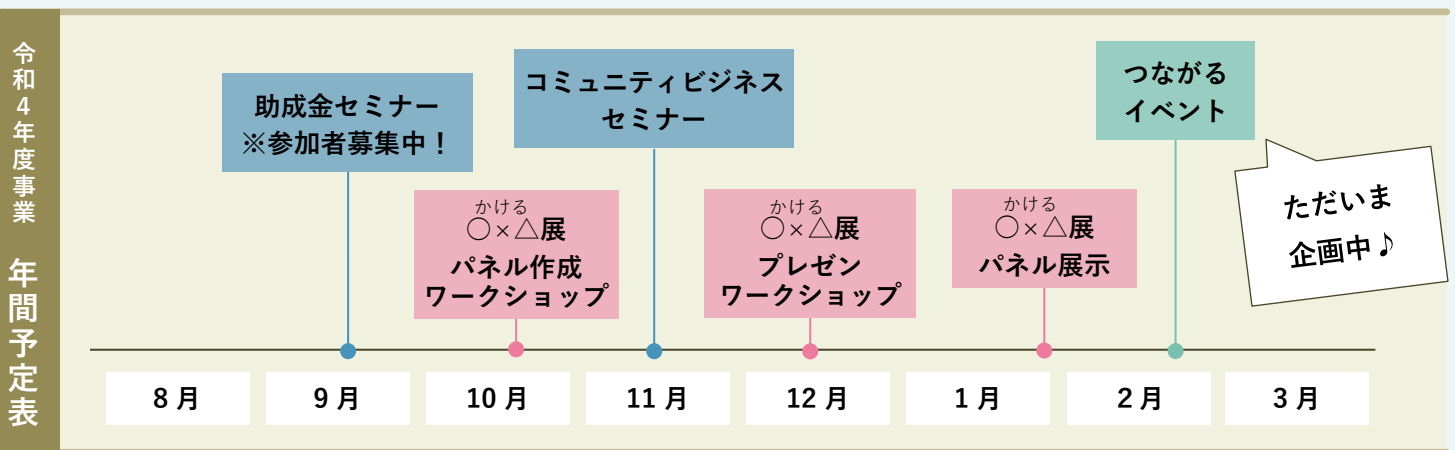 令和4年度事業 年間予定表
助成金セミナー
※参加者募集中！
コミュニティビジネス
セミナー
つながる
イベント
ただいま
企画中♪
かける
〇×△展
パネル作成
ワークショップ
かける
〇×△展
プレゼン
ワークショップ
かける
〇×△展
パネル展示
8月
9月
10月
11月
12月
1月
2月
3月